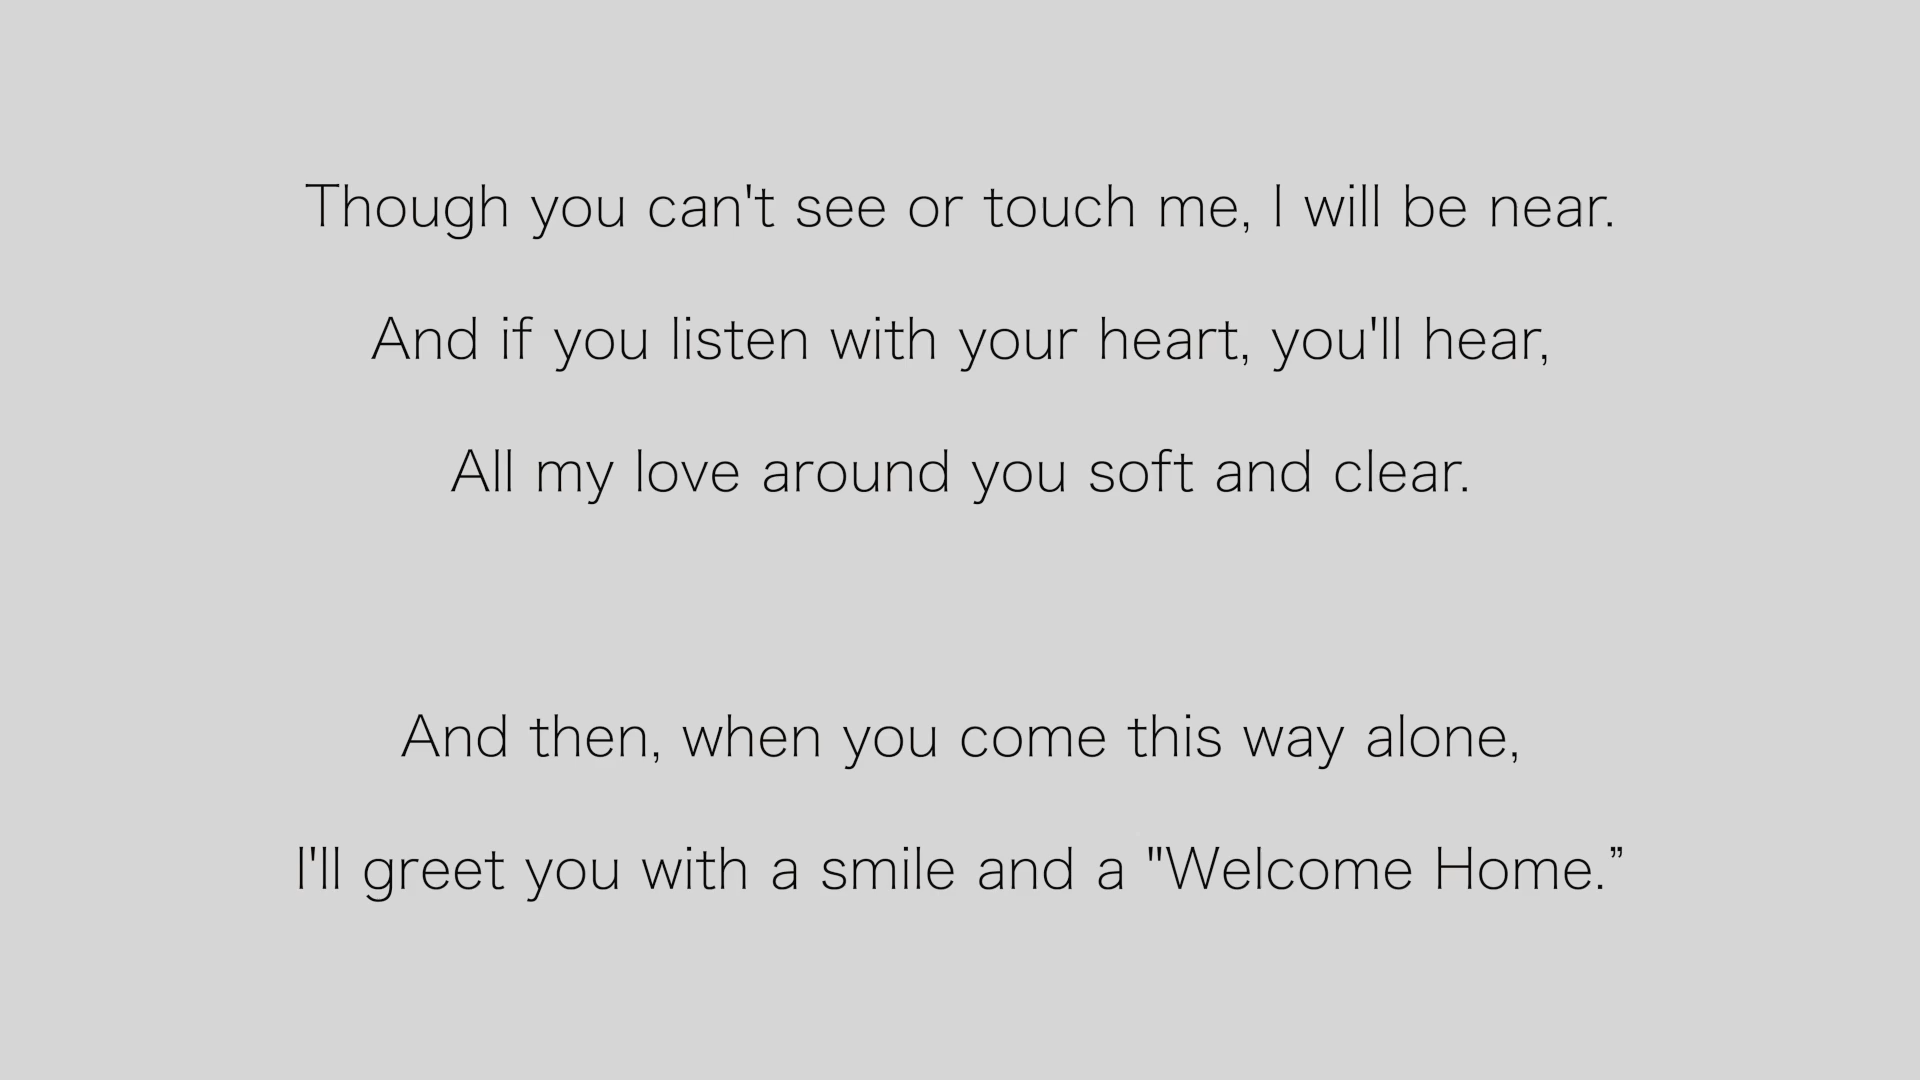 Though you can't see or touch me, I will be near.
And if you listen with your heart, you'll hear,
All my love around you soft and clear.
And then, when you come this way alone,
I'll greet you with a smile and a "Welcome Home.”